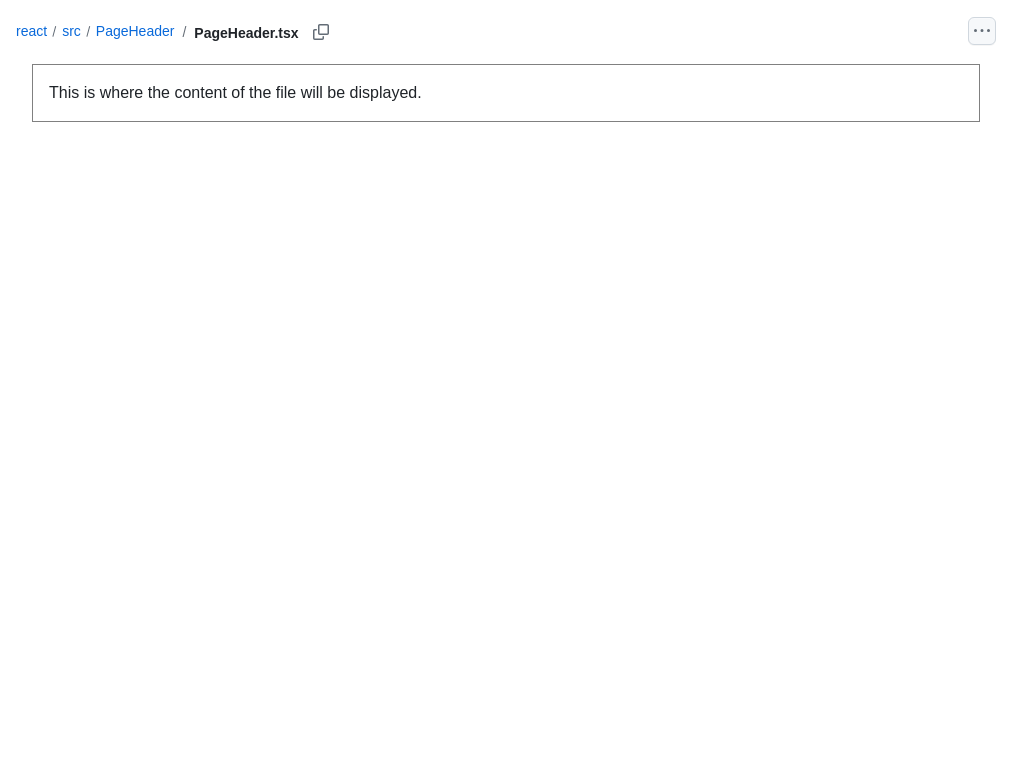 react / src / PageHeader / PageHeader.tsx
This is where the content of the file will be displayed.